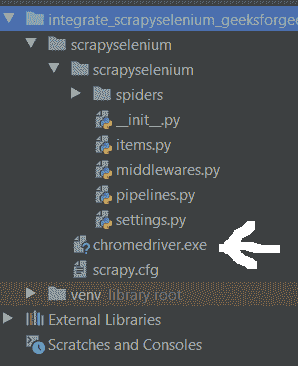 integrate_scrapyselenium_geeksforgee
scrapyselenium
scrapyselenium
spiders
__init__.py
items.py
middlewares.py
pipelines.py
settings.py
chromedriver.exe
scrapy.cfg
venv library root
External Libraries
Scratches and Consoles